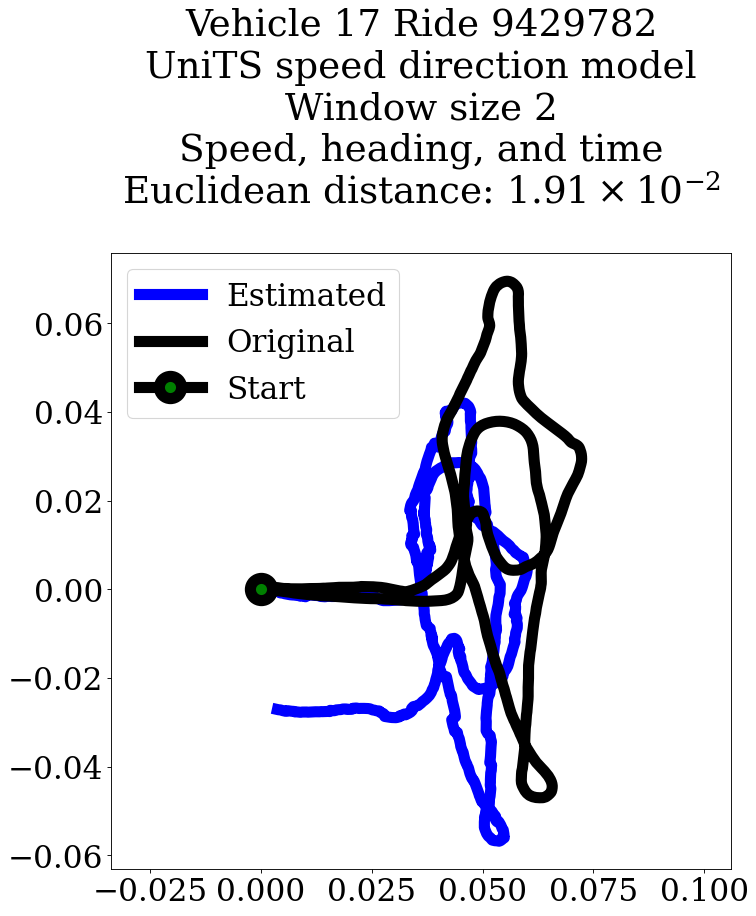 Vehicle 17 Ride 9429782
UniTS speed direction model
Window size 2
Speed, heading, and time
Euclidean distance: 1.91 × 10⁻²
Estimated
Original
Start
0.06
0.04
0.02
0.00
−0.02
−0.04
−0.06
−0.025 0.000 0.025 0.050 0.075 0.100